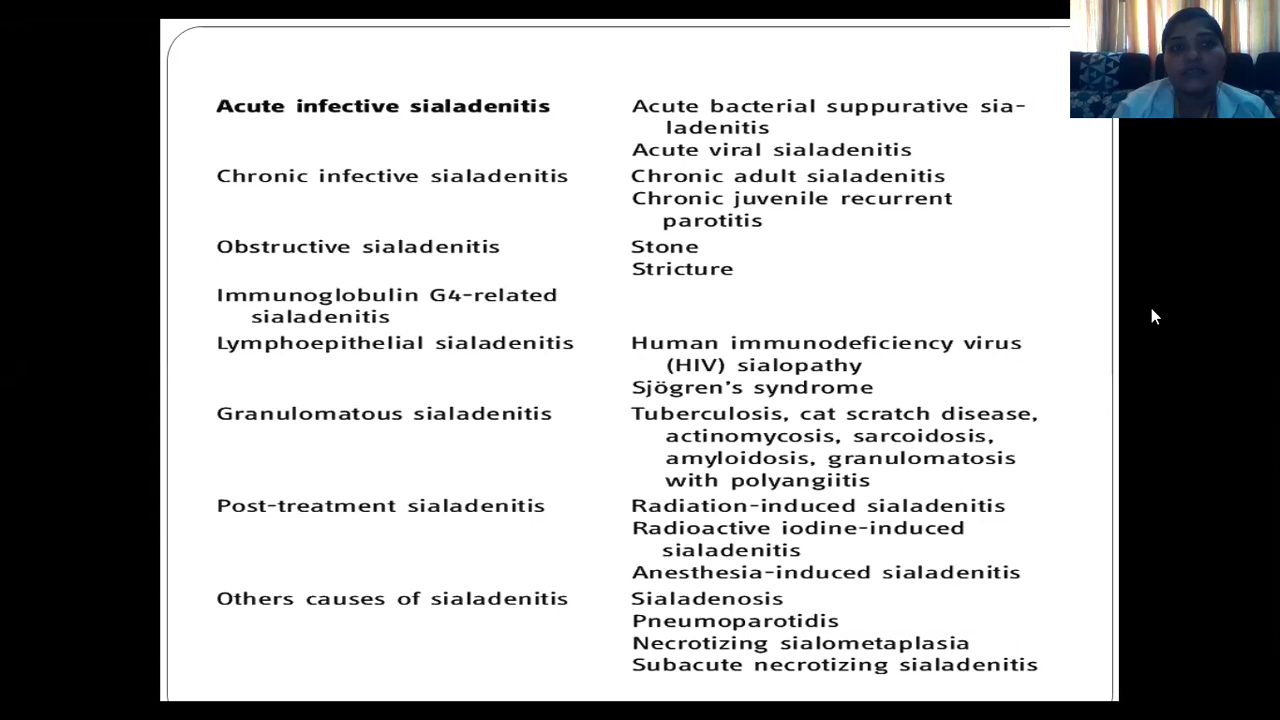 Acute infective sialadenitis
Acute bacterial suppurative sia-
ladenitis
Acute viral sialadenitis
Chronic infective sialadenitis
Chronic adult sialadenitis
Chronic juvenile recurrent
parotitis
Obstructive sialadenitis
Stone
Stricture
Immunoglobulin G4-related
sialadenitis
Lymphoepithelial sialadenitis
Human immunodeficiency virus
(HIV) sialopathy
Sjögren's syndrome
Granulomatous sialadenitis
Tuberculosis, cat scratch disease,
actinomycosis, sarcoidosis,
amyloidosis, granulomatosis
with polyangiitis
Post-treatment sialadenitis
Radiation-induced sialadenitis
Radioactive iodine-induced
sialadenitis
Anesthesia-induced sialadenitis
Others causes of sialadenitis
Sialadenosis
Pneumoparotidis
Necrotizing sialometaplasia
Subacute necrotizing sialadenitis